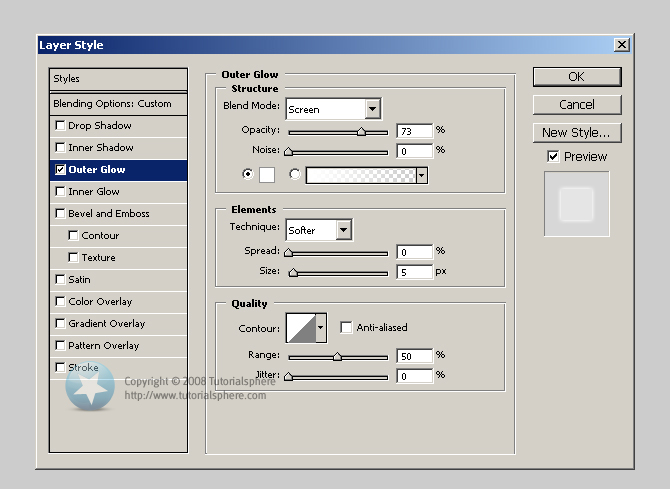 Layer Style
Styles
Blending Options: Custom
Drop Shadow
Inner Shadow
Outer Glow
Inner Glow
Bevel and Emboss
Contour
Texture
Satin
Color Overlay
Gradient Overlay
Pattern Overlay
Stroke
Outer Glow
Structure
Blend Mode: Screen
Opacity: 73 %
Noise: 0 %
Elements
Technique: Softer
Spread: 0 %
Size: 5 px
Quality
Contour: Anti-aliased
Range: 50 %
Jitter: 0 %
OK
Cancel
New Style...
Preview
Copyright © 2008 Tutorialsphere
http://www.tutorialsphere.com